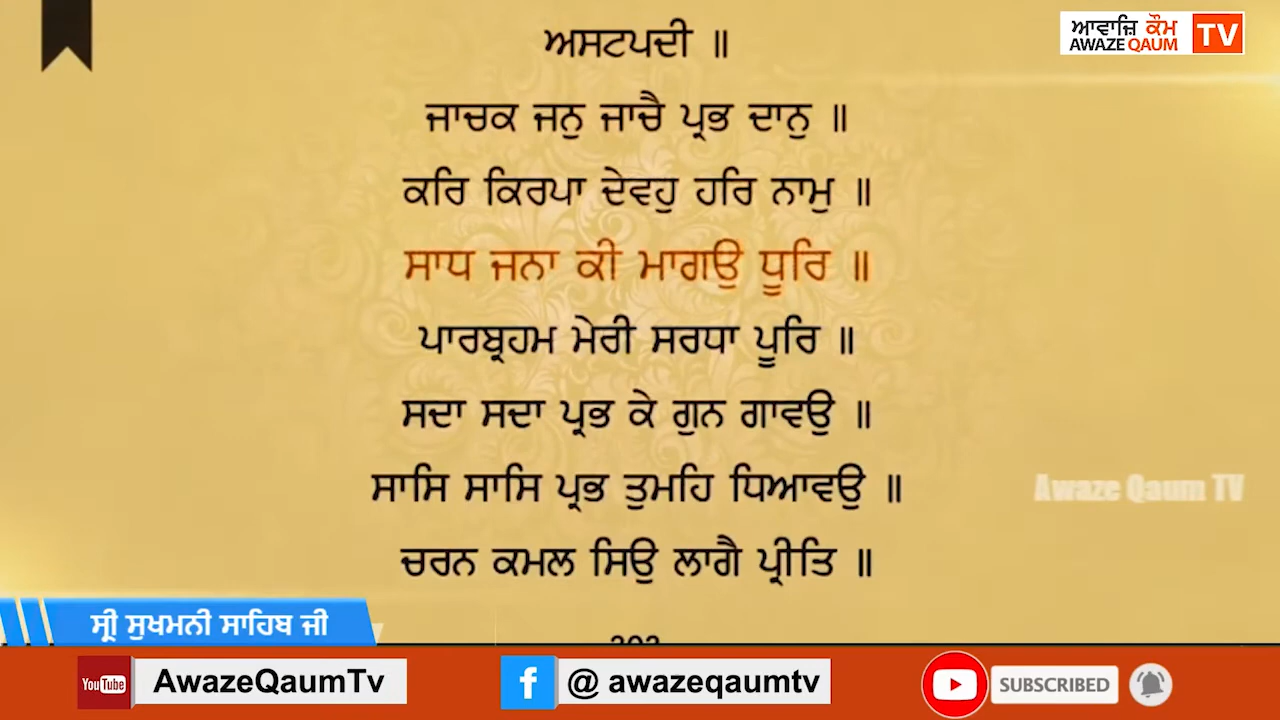 ਆਵਾਜ਼ਿ ਕੌਮ
AWAZE QAUM TV
ਅਸਟਪਦੀ ॥
ਜਾਚਕ ਜਨੁ ਜਾਚੈ ਪ੍ਰਭ ਦਾਨੁ ॥
ਕਰਿ ਕਿਰਪਾ ਦੇਵਹੁ ਹਰਿ ਨਾਮੁ ॥
ਸਾਧ ਜਨਾ ਕੀ ਮਾਗਉ ਧੂਰਿ ॥
ਪਾਰਬ੍ਰਹਮ ਮੇਰੀ ਸਰਧਾ ਪੂਰਿ ॥
ਸਦਾ ਸਦਾ ਪ੍ਰਭ ਕੇ ਗੁਨ ਗਾਵਉ ॥
ਸਾਸਿ ਸਾਸਿ ਪ੍ਰਭ ਤੁਮਹਿ ਧਿਆਵਉ ॥
Awaze Qaum TV
ਚਰਨ ਕਮਲ ਸਿਉ ਲਾਗੈ ਪ੍ਰੀਤਿ ॥
ਸ੍ਰੀ ਸੁਖਮਨੀ ਸਾਹਿਬ ਜੀ
YouTube AwazeQaumTv
f @ awazeqaumtv
SUBSCRIBED